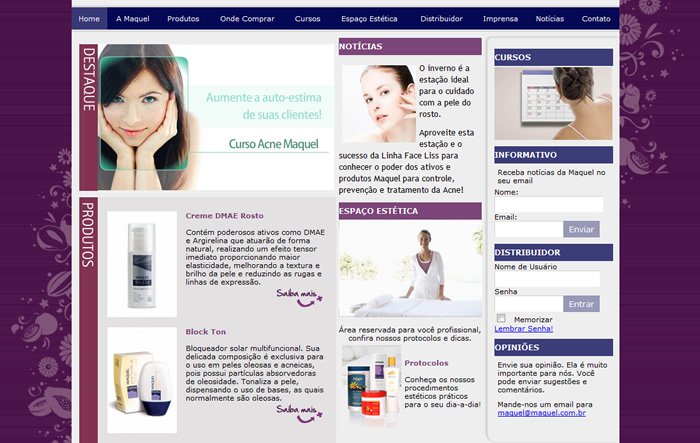 Home A Maquel Produtos Onde Comprar Cursos Espaço Estética Distribuidor Imprensa Notícias Contato
DESTAQUE
Aumente a auto-estima
de suas clientes!
Curso Acne Maquel
PRODUTOS
Creme DMAE Rosto
Contém poderosos ativos como DMAE
e Argirelina que atuarão de forma
natural, realizando um efeito tensor
imediato proporcionando maior
elasticidade, melhorando a textura e
brilho da pele e reduzindo as rugas e
linhas de expressão.
Saiba mais
Block Ton
Bloqueador solar multifuncional. Sua
delicada composição é exclusiva para
o uso em peles oleosas e acneicas,
pois possui partículas absorvedoras
de oleosidade. Tonaliza a pele,
dispensando o uso de bases, as quais
normalmente são oleosas.
Saiba mais
NOTÍCIAS
O inverno é a
estação ideal
para o cuidado
com a pele do
rosto.
Aproveite esta
estação e o
sucesso da Linha Face Liss para
conhecer o poder dos ativos e
produtos Maquel para controle,
prevenção e tratamento da Acne!
ESPAÇO ESTÉTICA
Área reservada para você profissional,
confira nossos protocolos e dicas.
Protocolos
Conheça os nossos
procedimentos
estéticos práticos
para o seu dia-a-dia!
CURSOS
INFORMATIVO
Receba notícias da Maquel no
seu email
Nome:
Email:
Enviar
DISTRIBUIDOR
Nome de Usuário
Senha
Entrar
Memorizar
Lembrar Senha!
OPINIÕES
Envie sua opinião. Ela é muito
importante para nós. Você
pode enviar sugestões e
comentários.
Mande-nos um email para
maquel@maquel.com.br